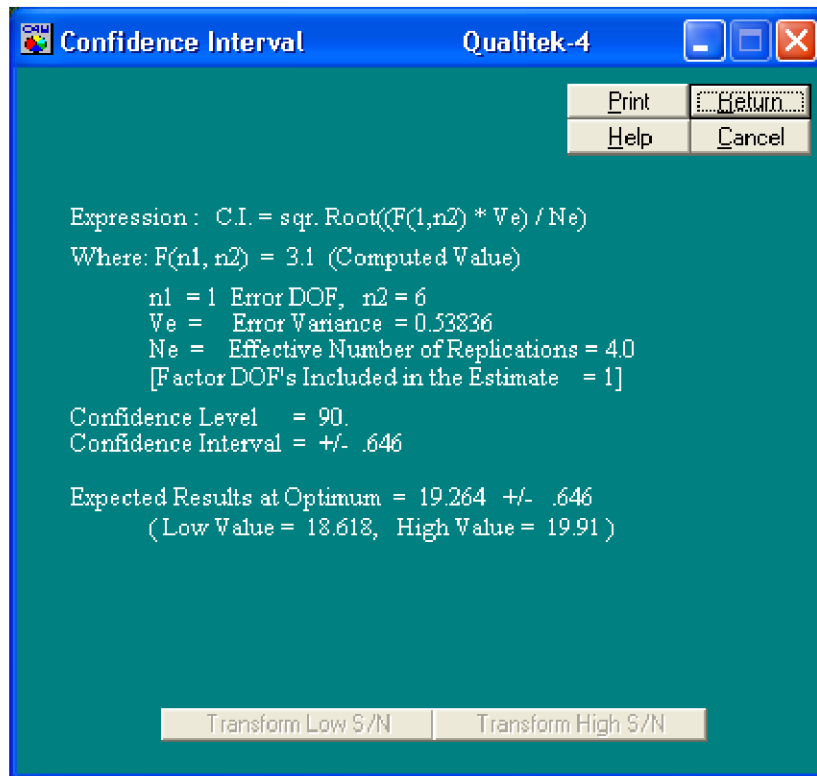 Confidence Interval Qualitek-4
Print Return
Help Cancel
Expression : C.I. = sqr. Root((F(1,n2) * Ve) / Ne)
Where: F(n1, n2) = 3.1 (Computed Value)
n1 = 1 Error DOF, n2 = 6
Ve = Error Variance = 0.53836
Ne = Effective Number of Replications = 4.0
[Factor DOF's Included in the Estimate = 1]
Confidence Level = 90.
Confidence Interval = +/- .646
Expected Results at Optimum = 19.264 +/- .646
( Low Value = 18.618, High Value = 19.91 )
Transform Low S/N Transform High S/N